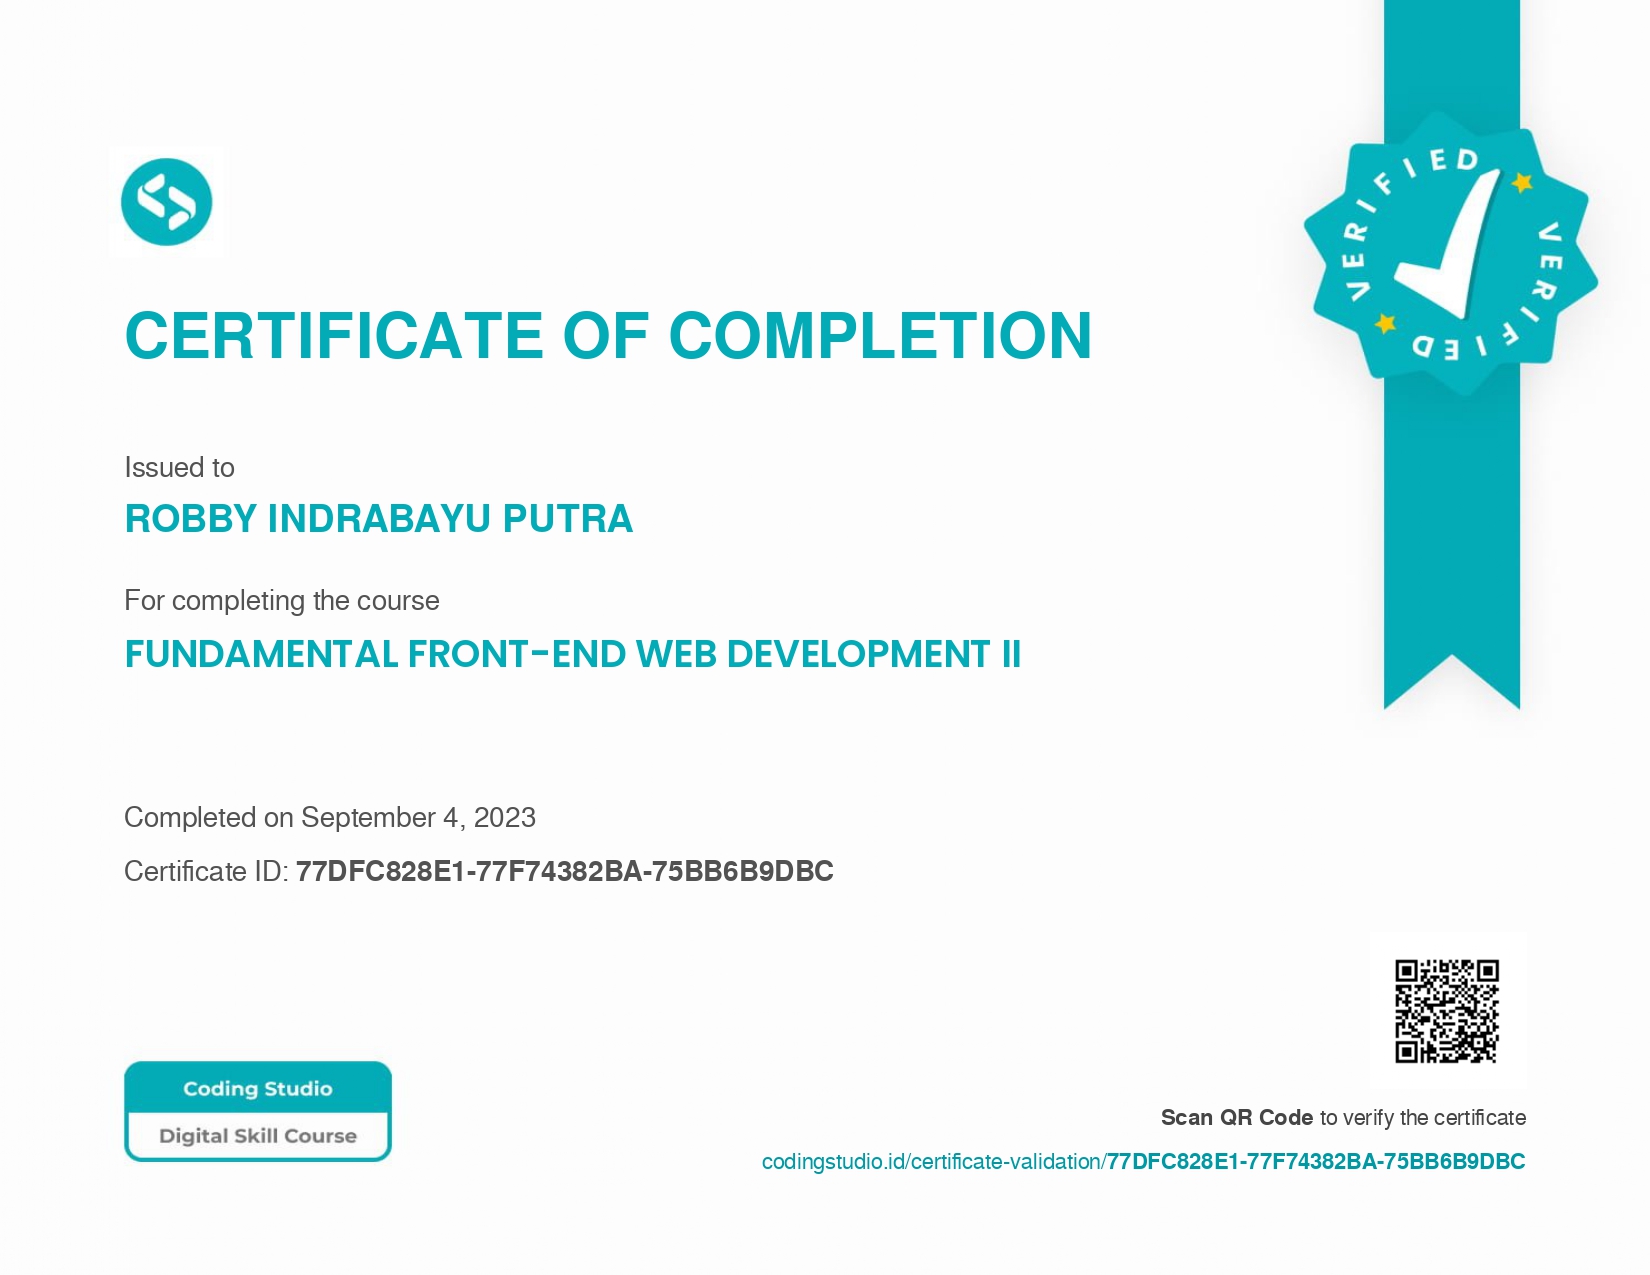 VERIFIED
VERIFIED
CERTIFICATE OF COMPLETION
Issued to
ROBBY INDRABAYU PUTRA
For completing the course
FUNDAMENTAL FRONT-END WEB DEVELOPMENT II
Completed on September 4, 2023
Certificate ID: 77DFC828E1-77F74382BA-75BB6B9DBC
Coding Studio
Digital Skill Course
Scan QR Code to verify the certificate
codingstudio.id/certificate-validation/77DFC828E1-77F74382BA-75BB6B9DBC